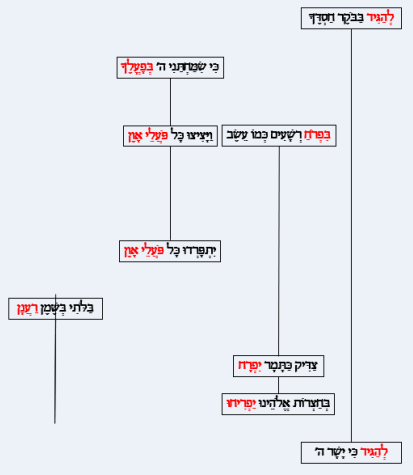 לְהַגִּיד בַּבֹּקֶר חַסְדֶּךָ
כִּי שִׂמַּחְתַּנִי ה' בְּפָעֳלֶךָ
בִּפְרֹחַ רְשָׁעִים כְּמוֹ עֵשֶׂב
וַיָּצִיצוּ כָּל פֹּעֲלֵי אָוֶן
יִתְפָּרְדוּ כָּל פֹּעֲלֵי אָוֶן
בַּלֹּתִי בְּשֶׁמֶן רַעֲנָן
צַדִּיק כַּתָּמָר יִפְרָח
בְּחַצְרוֹת אֱלֹהֵינוּ יַפְרִיחוּ
לְהַגִּיד כִּי יָשָׁר ה'